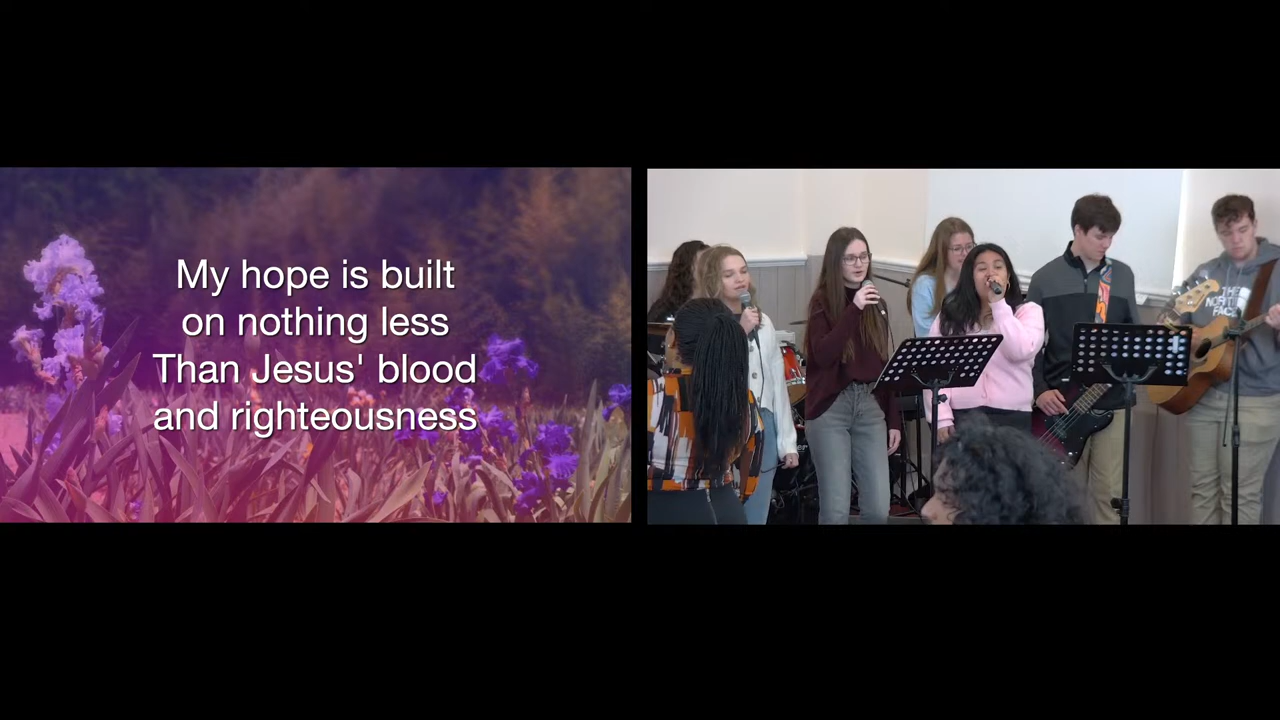 My hope is built
on nothing less
Than Jesus' blood
and righteousness
THE
NORTH
FACE